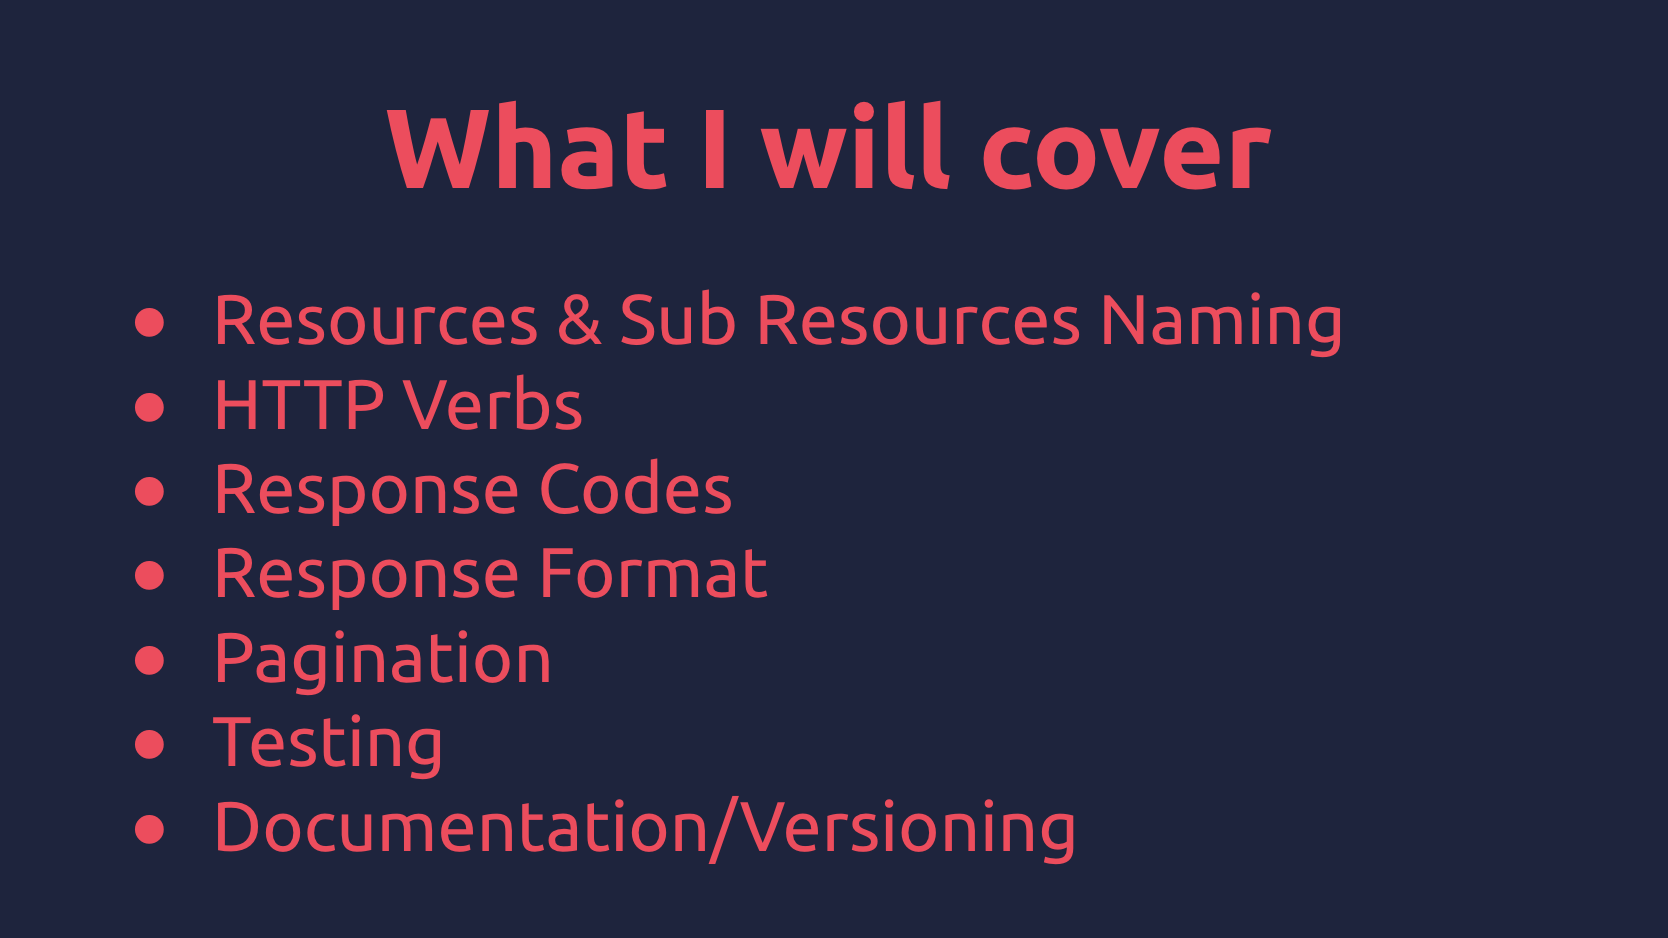 What I will cover
● Resources & Sub Resources Naming
● HTTP Verbs
● Response Codes
● Response Format
● Pagination
● Testing
● Documentation/Versioning